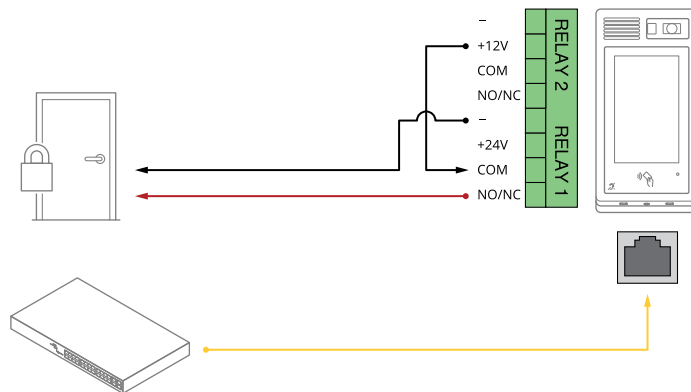 –
+12V
COM
NO/NC
–
+24V
COM
NO/NC
RELAY 2
RELAY 1